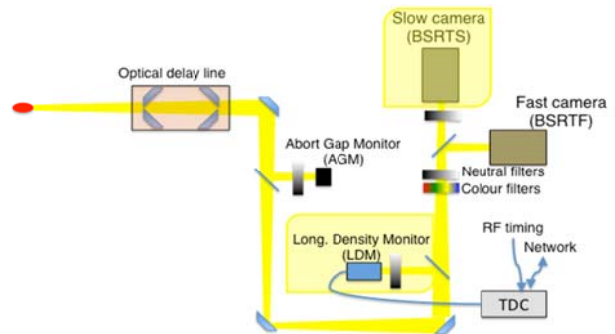 Slow camera
(BSRTS)
Optical delay line
Fast camera
(BSRTF)
Abort Gap Monitor
(AGM)
Neutral filters
Colour filters
Long. Density Monitor
(LDM)
RF timing
Network
TDC